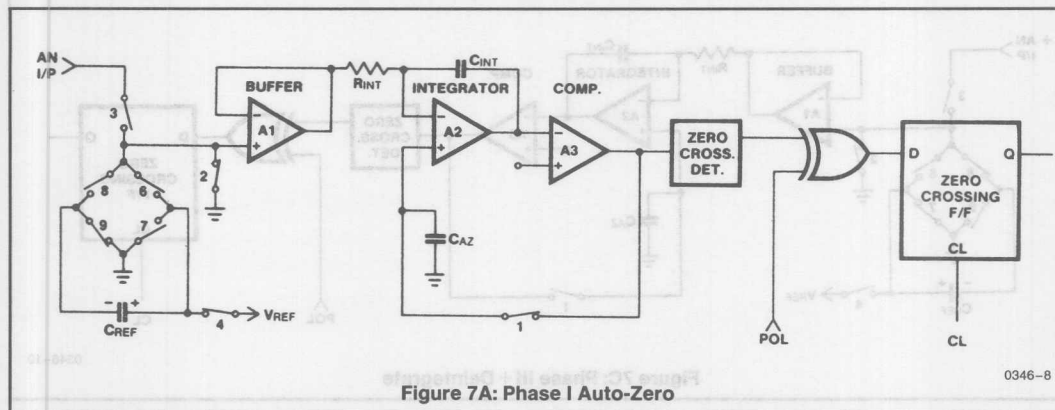 AN
I/P
3
8
6
9
7
2
BUFFER
A1
−
+
RINT
CINT
INTEGRATOR
A2
−
+
COMP.
A3
−
+
CAZ
1
ZERO
CROSS.
DET.
POL
D
Q
ZERO
CROSSING
F/F
CL
CL
−
+
CREF
4
VREF
0346–8
Figure 7A: Phase I Auto-Zero